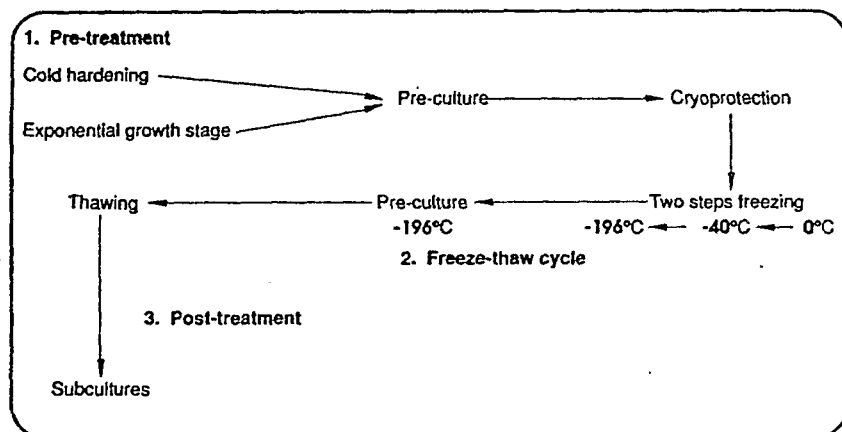 1. Pre-treatment
Cold hardening
Pre-culture
Cryoprotection
Exponential growth stage
Thawing
Pre-culture
Two steps freezing
-196°C
-196°C
-40°C
0°C
2. Freeze-thaw cycle
3. Post-treatment
Subcultures